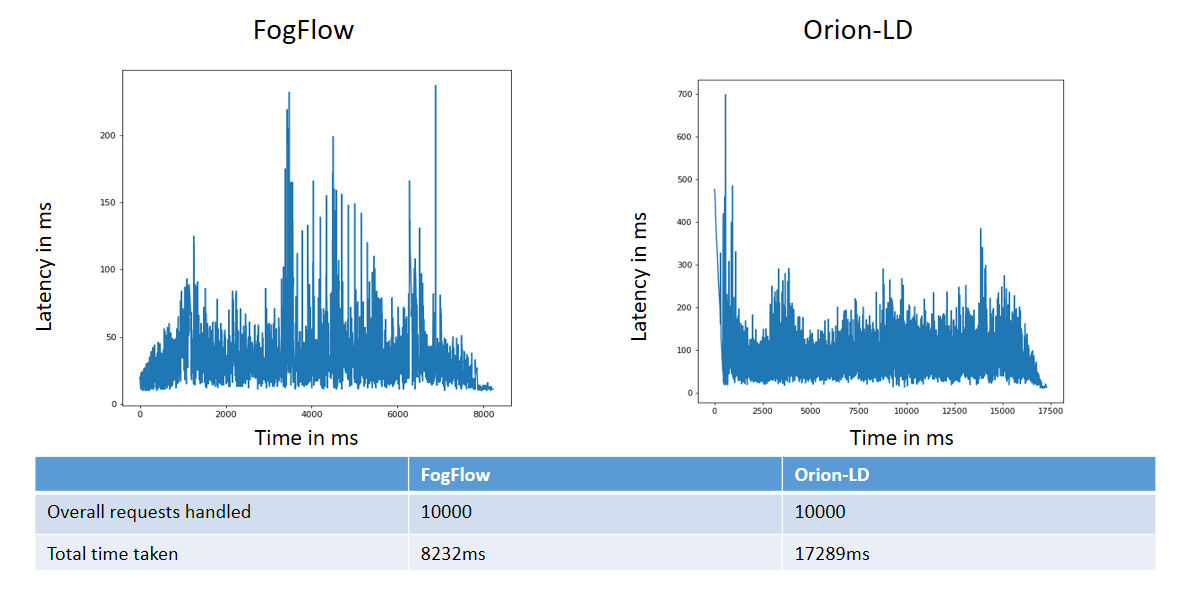 FogFlow
Orion-LD
Latency in ms
200
150
100
50
0
0 2000 4000 6000 8000
Time in ms
Latency in ms
700
600
500
400
300
200
100
0
0 2500 5000 7500 10000 12500 15000 17500
Time in ms
FogFlow Orion-LD
Overall requests handled 10000 10000
Total time taken 8232ms 17289ms